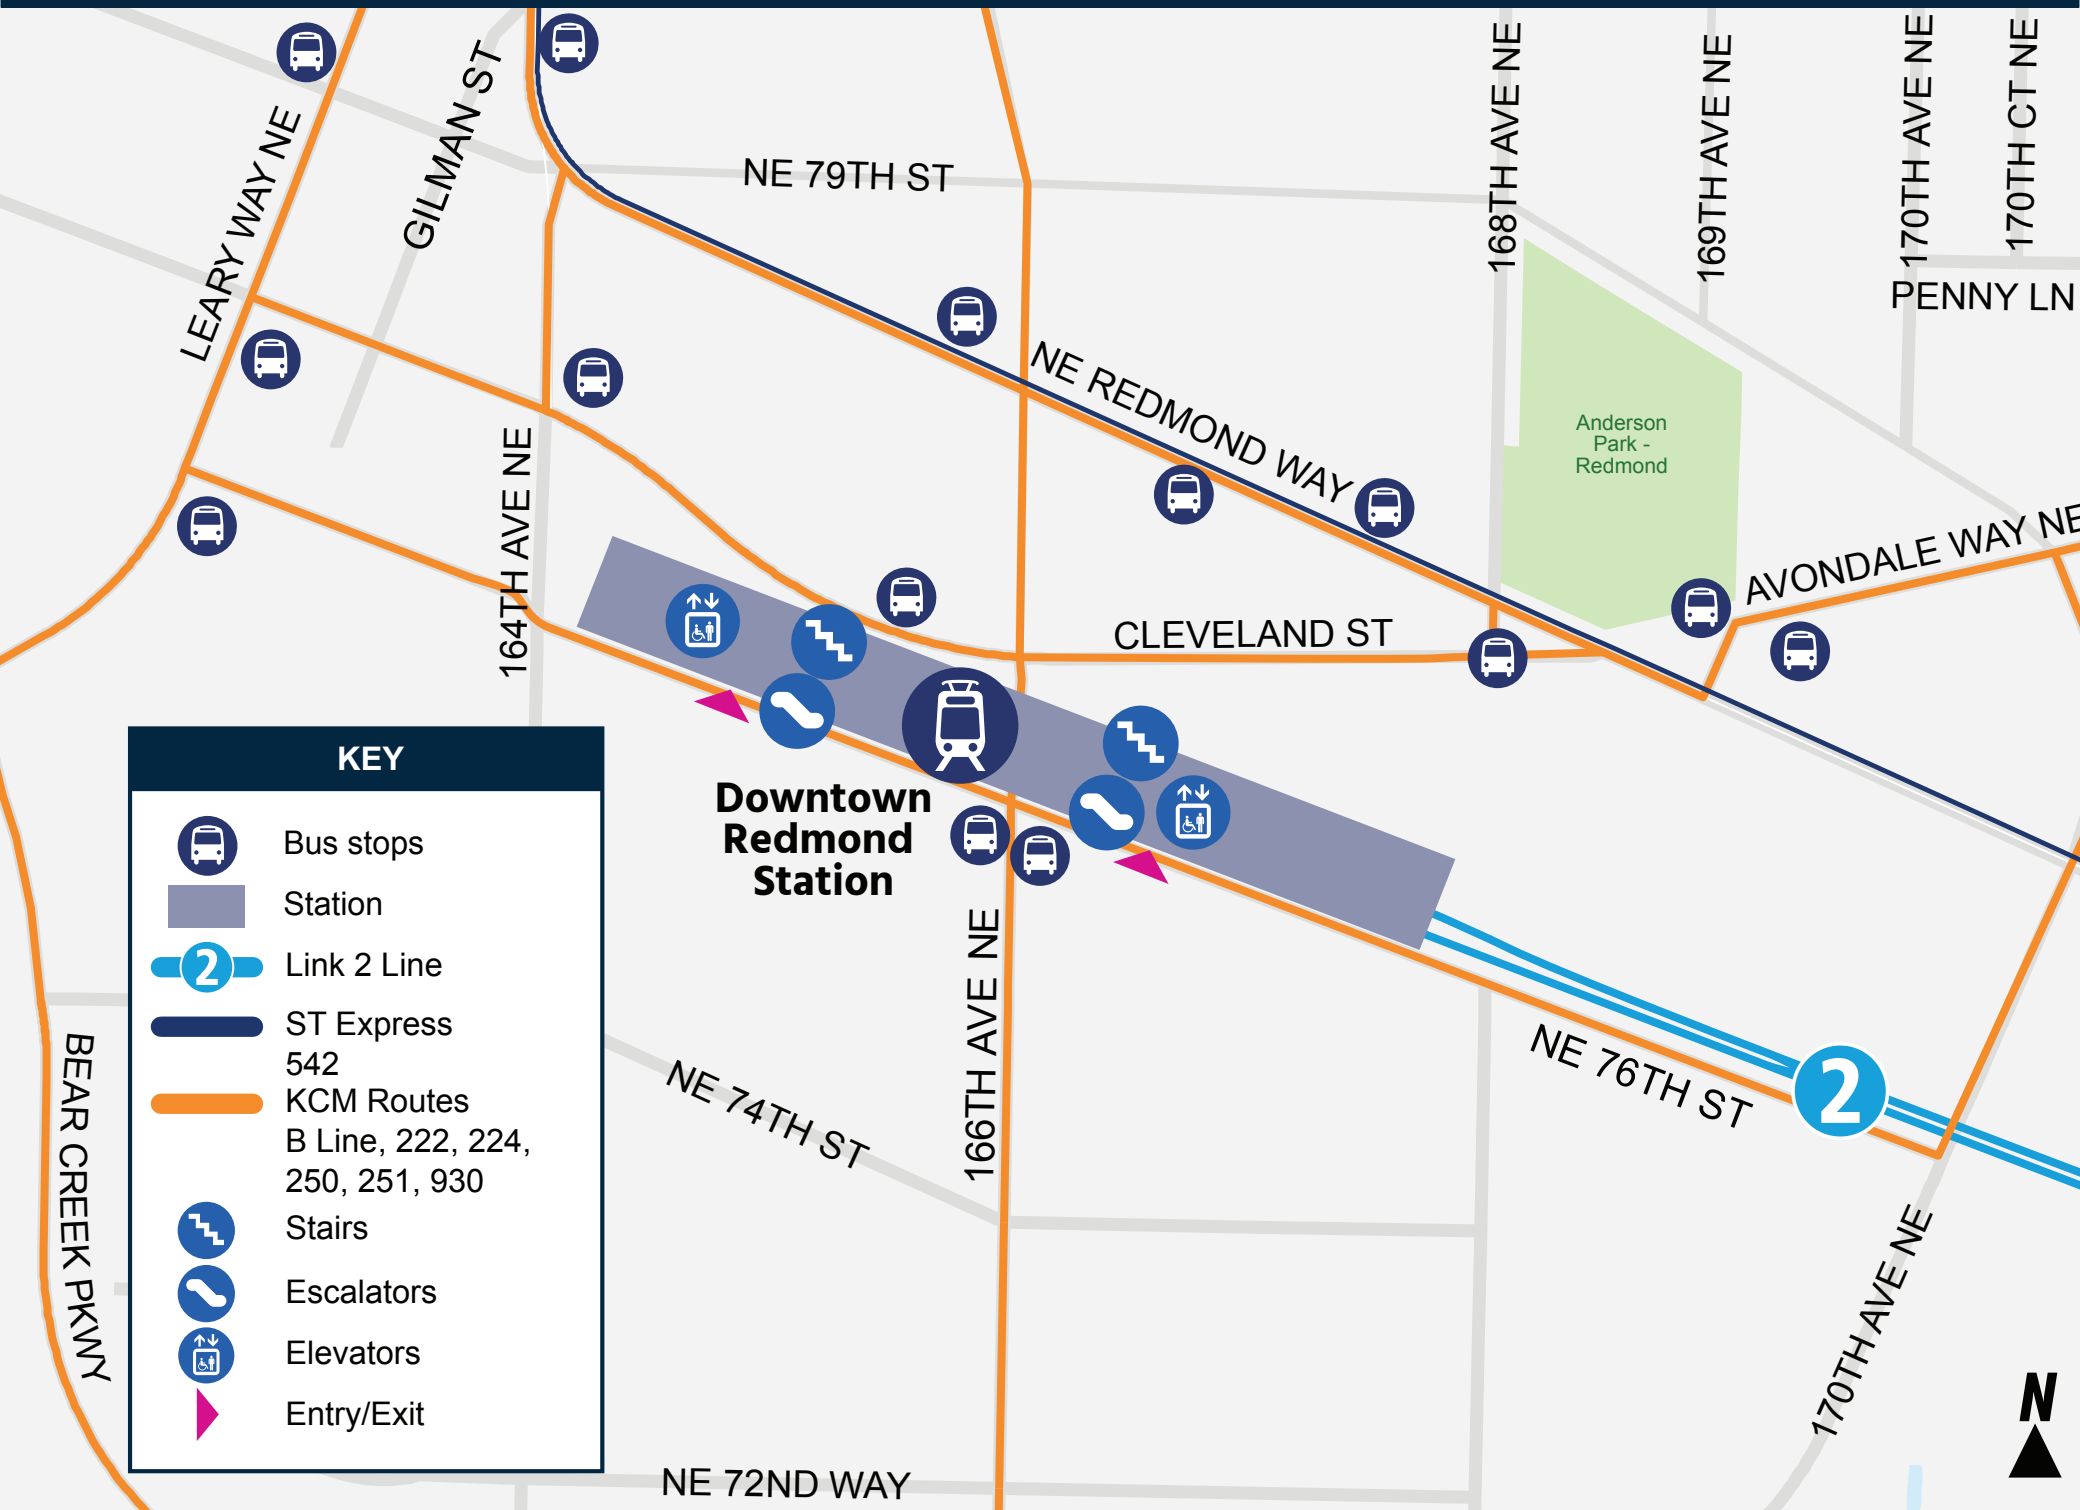 LEARY WAY NE
GILMAN ST
NE 79TH ST
168TH AVE NE
169TH AVE NE
170TH AVE NE
170TH CT NE
PENNY LN
NE REDMOND WAY
Anderson
Park -
Redmond
AVONDALE WAY NE
164TH AVE NE
CLEVELAND ST
Downtown
Redmond
Station
166TH AVE NE
NE 76TH ST
2
NE 74TH ST
170TH AVE NE
BEAR CREEK PKWY
NE 72ND WAY
N
KEY
Bus stops
Station
2 Link 2 Line
ST Express
542
KCM Routes
B Line, 222, 224,
250, 251, 930
Stairs
Escalators
Elevators
Entry/Exit